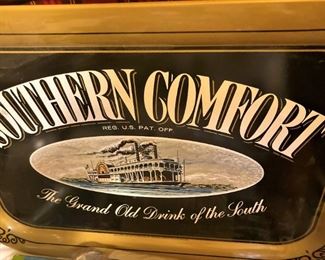 SOUTHERN COMFORT
REG. U.S. PAT. OFF.
The Grand Old Drink of the South